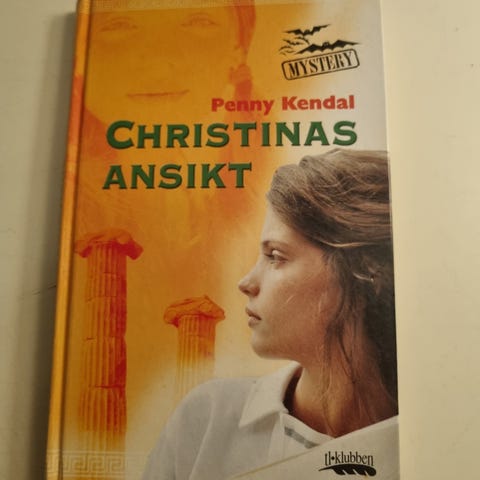 MYSTERY
Penny Kendal
CHRISTINAS
ANSIKT
tl•klubben